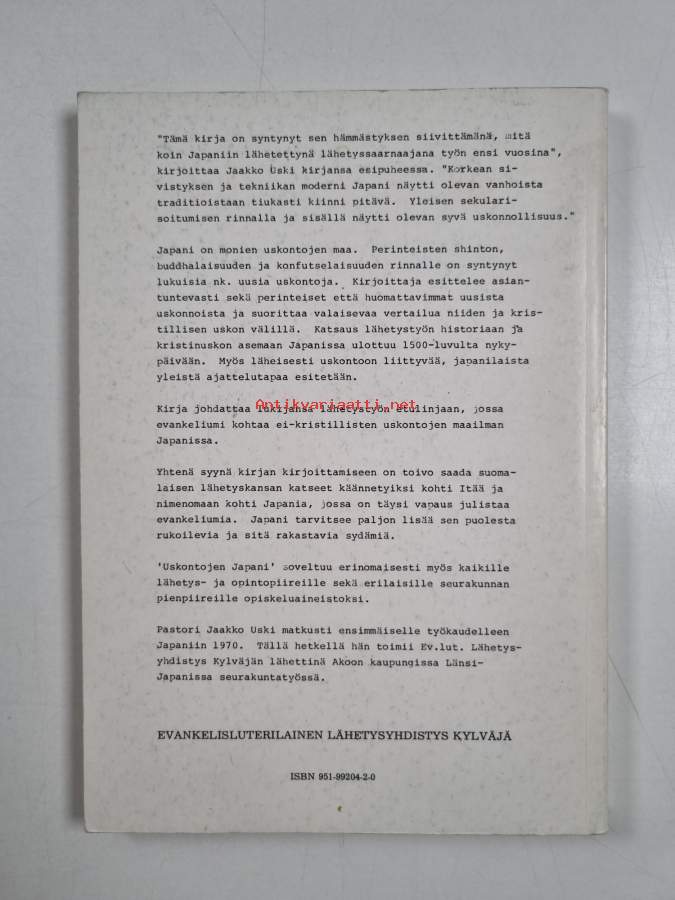 "Tämä kirja on syntynyt sen hämmästyksen siivittämänä, mitä
koin Japaniin lähetettynä lähetyssaarnaajana työn ensi vuosina",
kirjoittaa Jaakko Uski kirjansa esipuheessa. "Korkean si-
vistyksen ja tekniikan moderni Japani näytti olevan vanhoista
traditioistaan tiukasti kiinni pitävä. Yleisen sekulari-
soitumisen rinnalla ja sisällä näytti olevan syvä uskonnollisuus."
Japani on monien uskontojen maa. Perinteisten shinton,
buddhalaisuuden ja konfutselaisuuden rinnalle on syntynyt
lukuisia nk. uusia uskontoja. Kirjoittaja esittelee asian-
tuntevasti sekä perinteiset että huomattavimmat uusista
uskonnoista ja suorittaa valaisevaa vertailua niiden ja kris-
tillisen uskon välillä. Katsaus lähetystyön historiaan ja
kristinuskon asemaan Japanissa ulottuu 1500-luvulta nyky-
päivään. Myös läheisesti uskontoon liittyvää, japanilaista
yleistä ajattelutapaa esitetään.
Antikvariaatti.net
Kirja johdattaa lukijansa lähetystyön etulinjaan, jossa
evankeliumi kohtaa ei-kristillisten uskontojen maailman
Japanissa.
Yhtenä syynä kirjan kirjoittamiseen on toivo saada suoma-
laisen lähetyskansan katseet käännetyiksi kohti Itää ja
nimenomaan kohti Japania, jossa on täysi vapaus julistaa
evankeliumia. Japani tarvitsee paljon lisää sen puolesta
rukoilevia ja sitä rakastavia sydämiä.
'Uskontojen Japani' soveltuu erinomaisesti myös kaikille
lähetys- ja opintopiireille sekä erilaisille seurakunnan
pienpiireille opiskeluaineistoksi.
Pastori Jaakko Uski matkusti ensimmäiselle työkaudelleen
Japaniin 1970. Tällä hetkellä hän toimii Ev.lut. Lähetys-
yhdistys Kylväjän lähettinä Akoon kaupungissa Länsi-
Japanissa seurakuntatyössä.
EVANKELISLUTERILAINEN LÄHETYSYHDISTYS KYLVÄJÄ
ISBN 951-99204-2-0